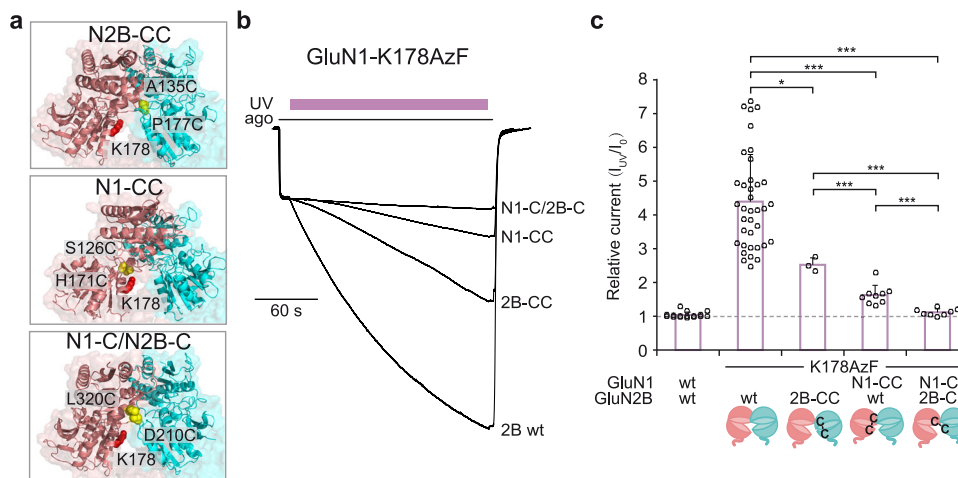 a
N2B-CC
A135C
P177C
K178
N1-CC
S126C
H171C
K178
N1-C/N2B-C
L320C
D210C
K178
b
GluN1-K178AzF
UV
ago
N1-C/2B-C
N1-CC
2B-CC
2B wt
60 s
c
Relative current (I_UV/I_0)
8
7
6
5
4
3
2
1
0
***
***
*
***
***
***
K178AzF
GluN1 wt N1-CC N1-C
GluN2B wt wt 2B-CC wt 2B-C
C
C
C
C
C
C